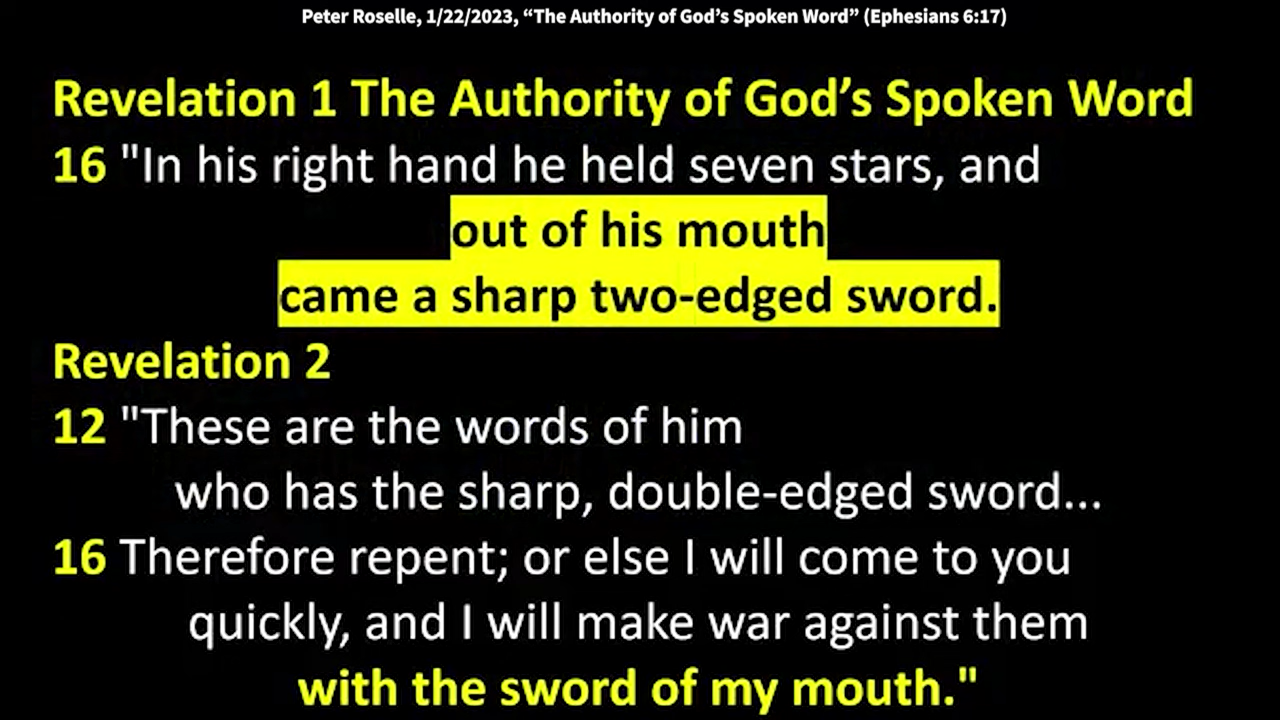 Peter Roselle, 1/22/2023, “The Authority of God’s Spoken Word” (Ephesians 6:17)
Revelation 1 The Authority of God’s Spoken Word
16 "In his right hand he held seven stars, and
out of his mouth
came a sharp two-edged sword.
Revelation 2
12 "These are the words of him
who has the sharp, double-edged sword...
16 Therefore repent; or else I will come to you
quickly, and I will make war against them
with the sword of my mouth."